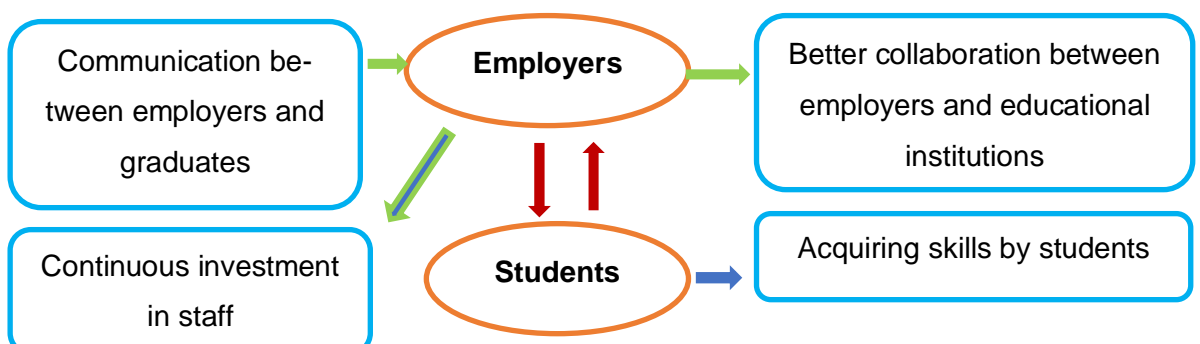 Communication be-
tween employers and
graduates
Employers
Better collaboration between
employers and educational
institutions
Continuous investment
in staff
Students
Acquiring skills by students